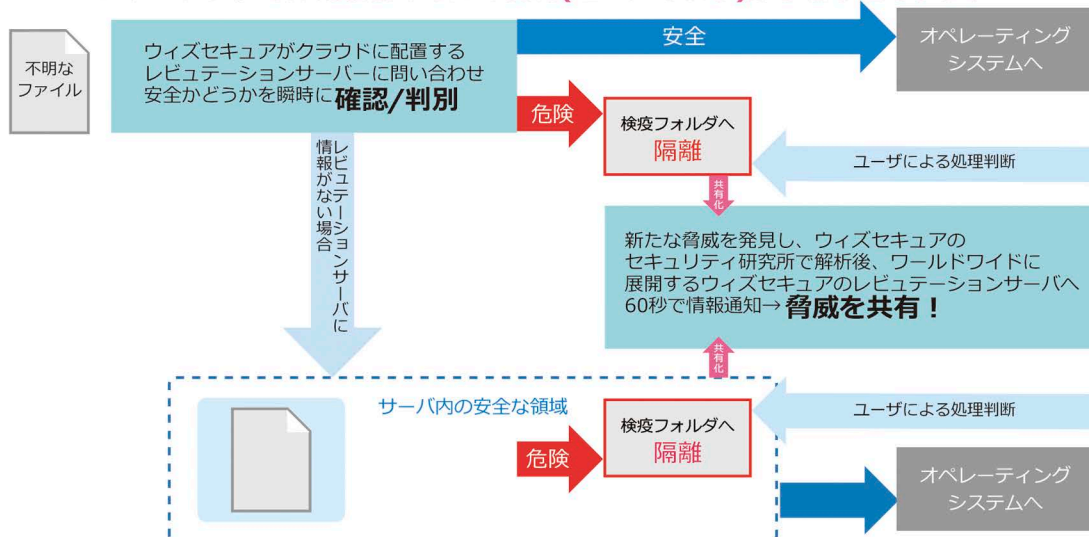 不明な
ファイル
ウィズセキュアがクラウドに配置する
レピュテーションサーバーに問い合わせ
安全かどうかを瞬時に確認/判別
安全
オペレーティング
システムへ
危険
検疫フォルダへ
隔離
ユーザによる処理判断
共有化
レピュテーションサーバに
情報がない場合
新たな脅威を発見し、ウィズセキュアの
セキュリティ研究所で解析後、ワールドワイドに
展開するウィズセキュアのレピュテーションサーバへ
60秒で情報通知→脅威を共有！
共有化
サーバ内の安全な領域
危険
検疫フォルダへ
隔離
ユーザによる処理判断
オペレーティング
システムへ